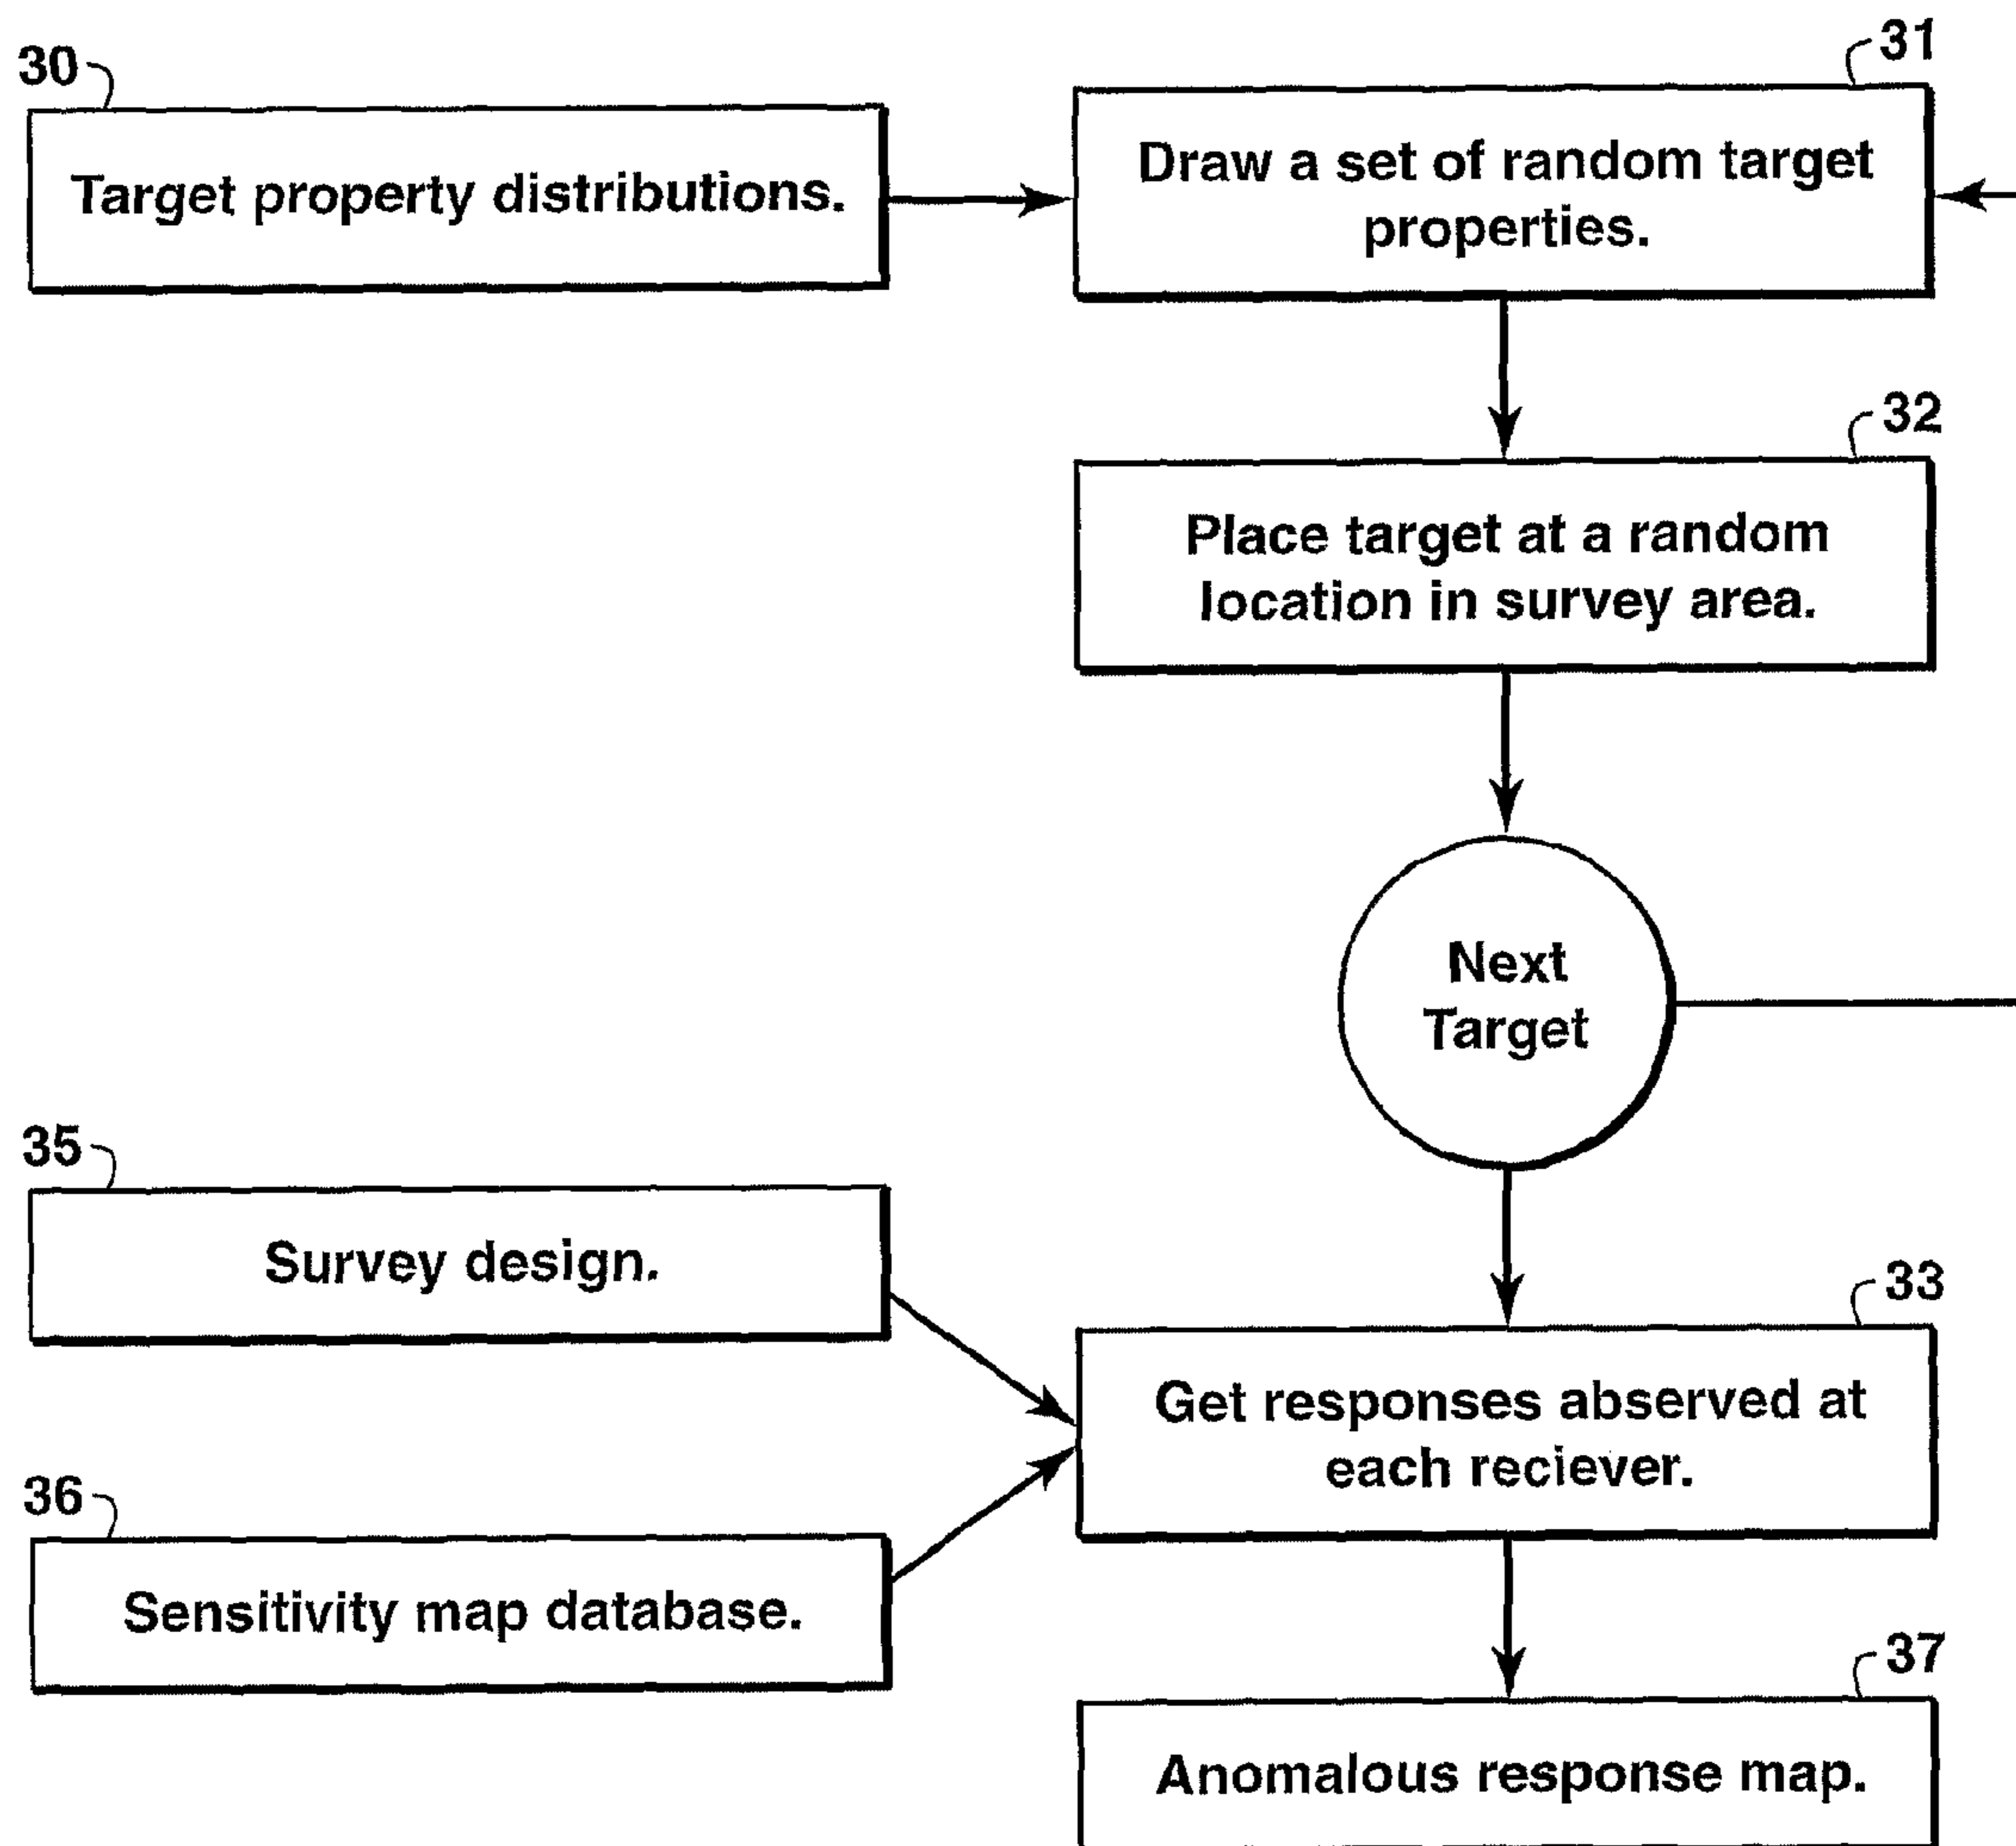 30
Target property distributions.
31
Draw a set of random target
properties.
32
Place target at a random
location in survey area.
Next
Target
35
Survey design.
33
Get responses abserved at
each reciever.
36
Sensitivity map database.
37
Anomalous response map.